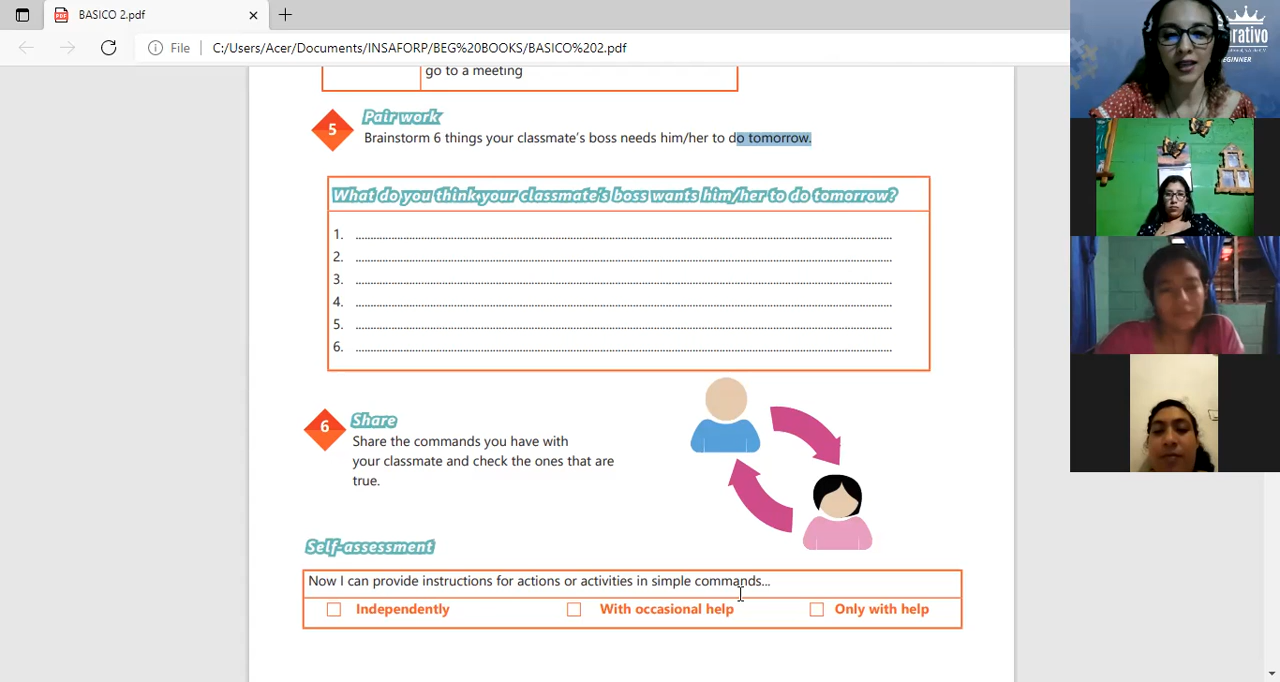 BASICO 2.pdf
File C:/Users/Acer/Documents/INSAFORP/BEG%20BOOKS/BASICO%202.pdf
go to a meeting
5
Pair work
Brainstorm 6 things your classmate's boss needs him/her to do tomorrow.
What do you think your classmate's boss wants him/her to do tomorrow?
1. ..........
2. ..........
3. ..........
4. ..........
5. ..........
6. ..........
6
Share
Share the commands you have with
your classmate and check the ones that are
true.
Self-assessment
Now I can provide instructions for actions or activities in simple commands...
Independently With occasional help Only with help